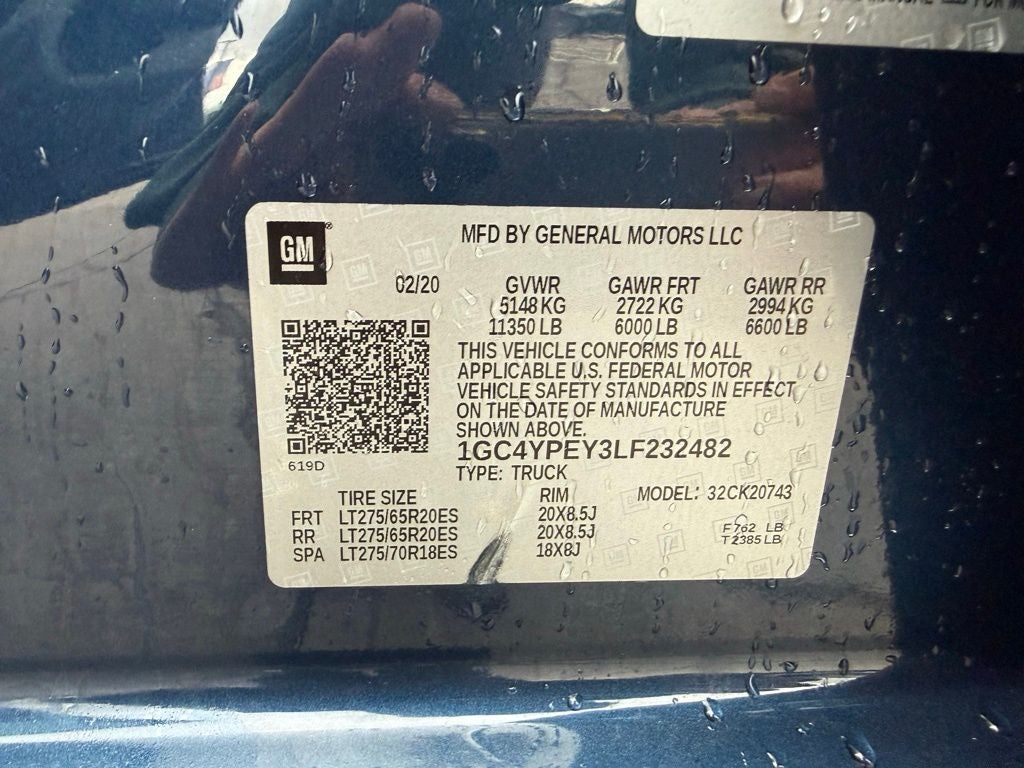 FOR
GM
MFD BY GENERAL MOTORS LLC
02/20 GVWR GAWR FRT GAWR RR
5148 KG 2722 KG 2994 KG
11350 LB 6000 LB 6600 LB
THIS VEHICLE CONFORMS TO ALL
APPLICABLE U.S. FEDERAL MOTOR
VEHICLE SAFETY STANDARDS IN EFFECT
ON THE DATE OF MANUFACTURE
SHOWN ABOVE.
1GC4YPEY3LF232482
619D
TYPE: TRUCK
TIRE SIZE RIM MODEL: 32CK20743
FRT LT275/65R20ES 20X8.5J
RR LT275/65R20ES 20X8.5J
SPA LT275/70R18ES 18X8J
F 762 LB
T 2385 LB